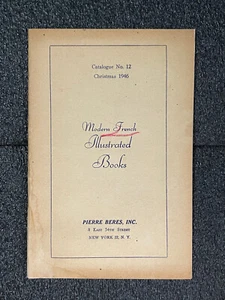 Catalogue No. 12
Christmas 1946
Modern French
Illustrated
Books
PIERRE BERES, INC.
6 East 56th Street
NEW YORK 22, N. Y.